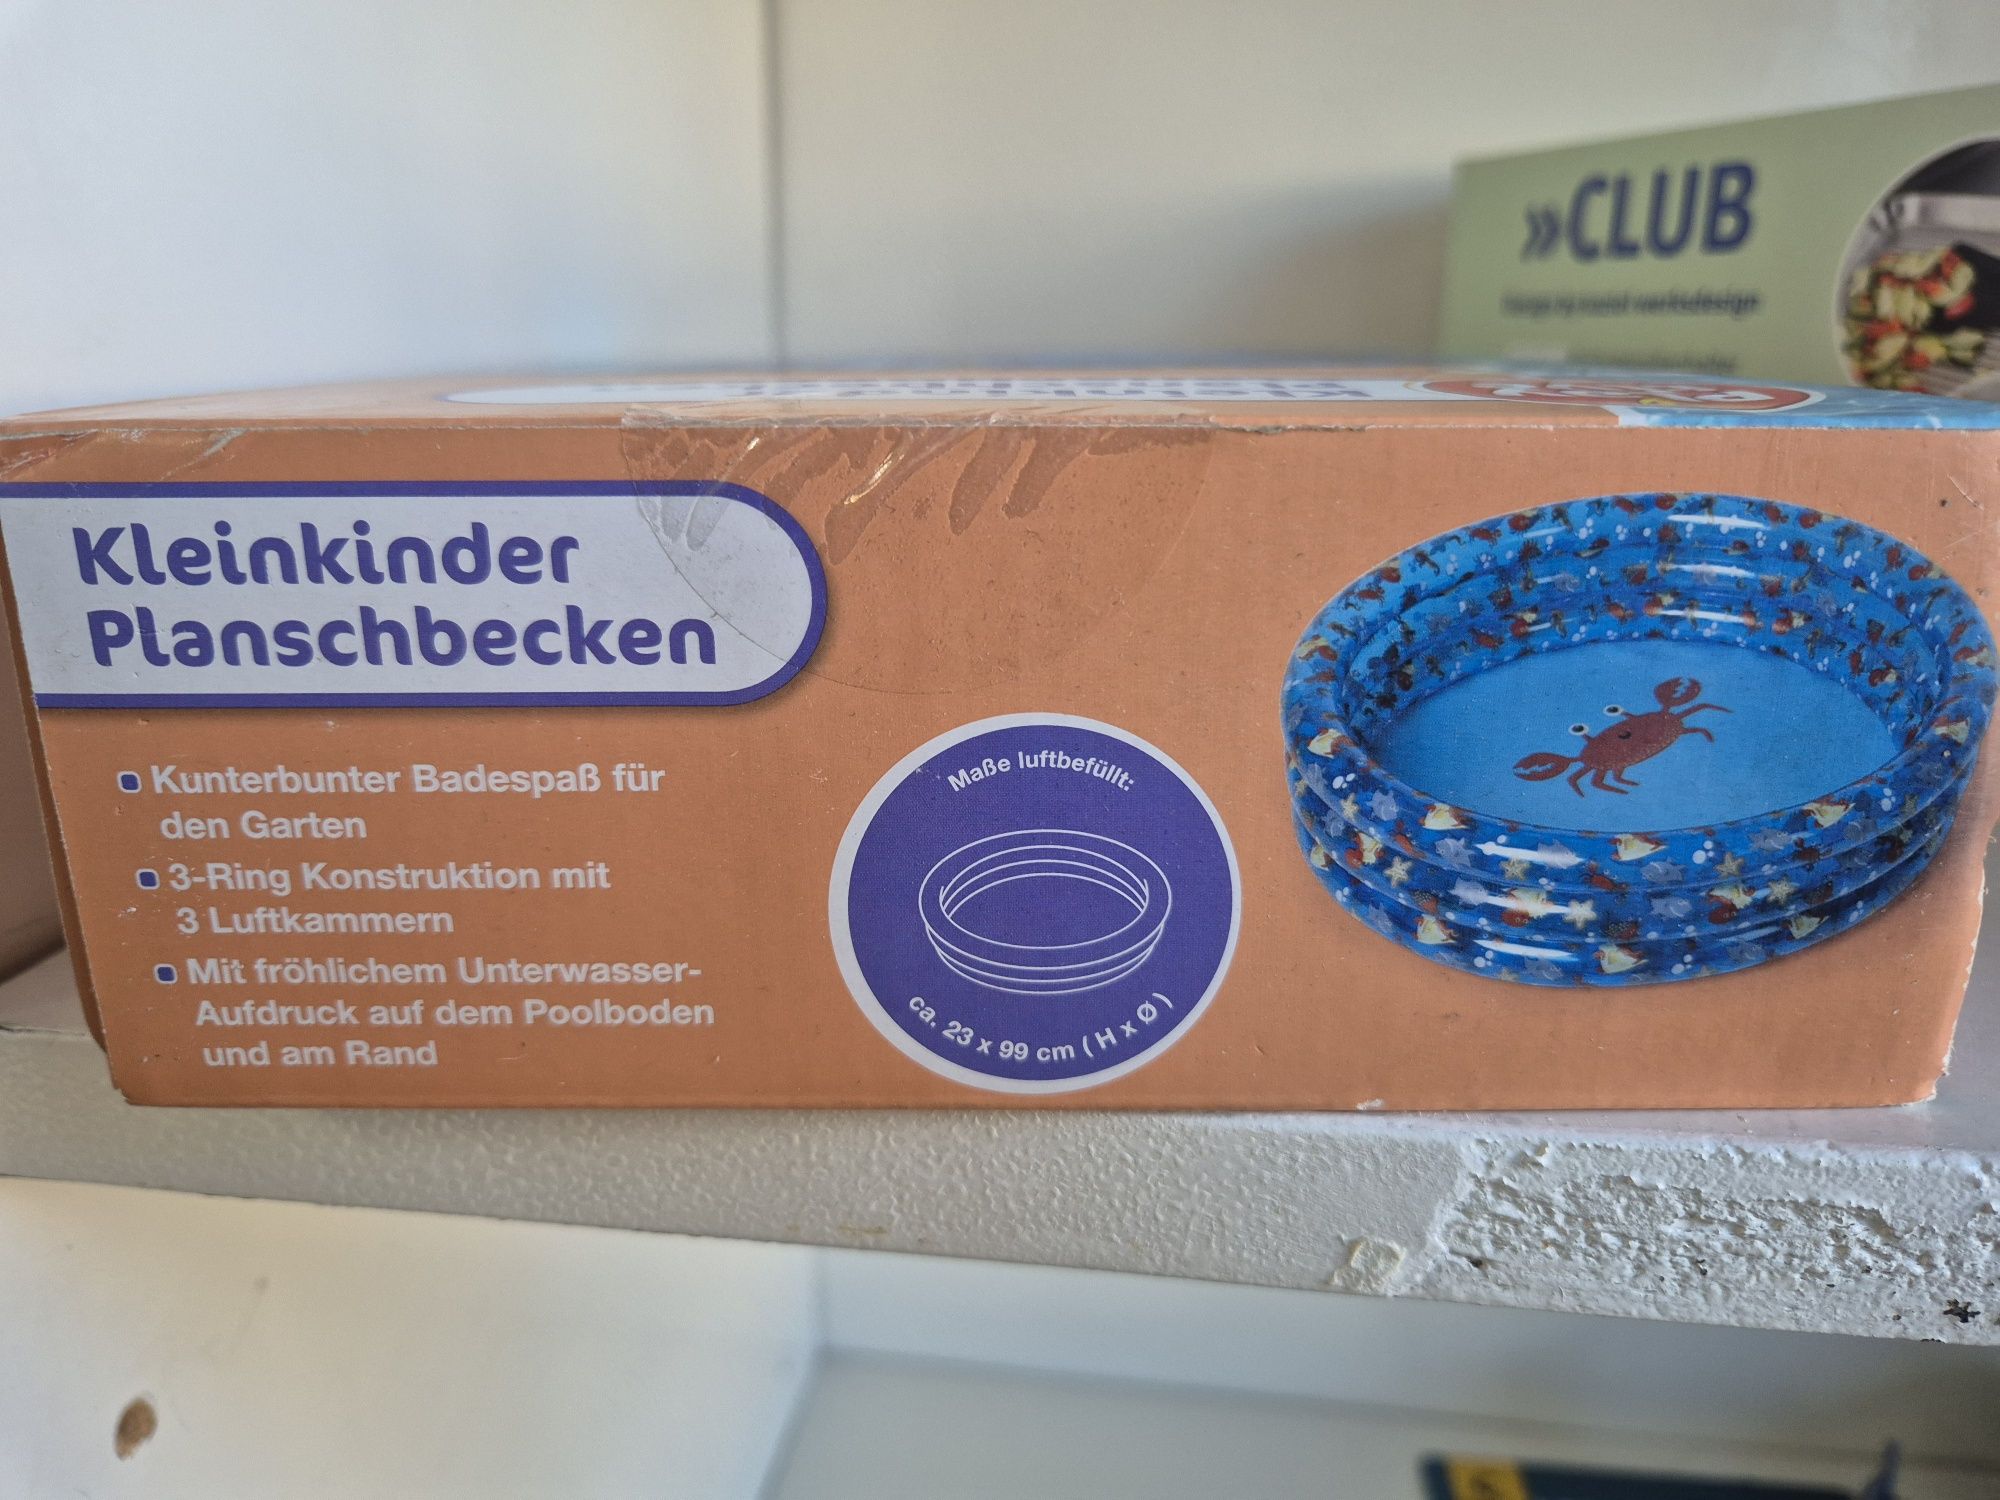 »CLUB
Kleinkinder
Planschbecken
Kunterbunter Badespaß für
den Garten
3-Ring Konstruktion mit
3 Luftkammern
Mit fröhlichem Unterwasser-
Aufdruck auf dem Poolboden
und am Rand
Maße luftbefüllt:
ca. 23 x 99 cm ( H x Ø )